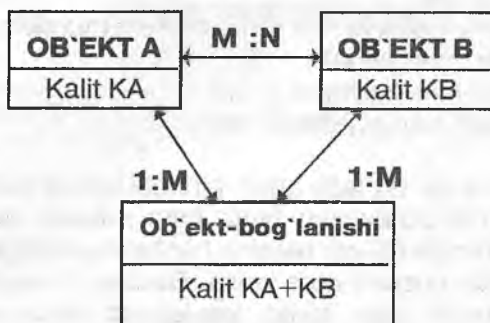 OB`EKT A M :N OB`EKT B
Kalit KA Kalit KB
1:M 1:M
Ob`ekt-bog`lanishi
Kalit KA+KB